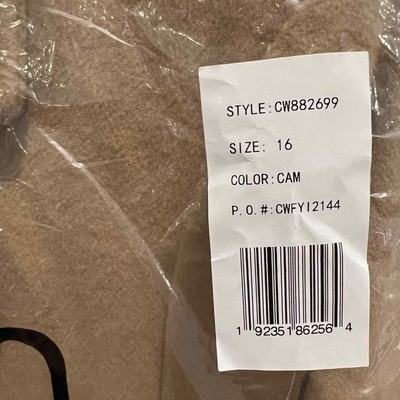 STYLE:CW882699
SIZE: 16
COLOR:CAM
P.O.#:CWFYI2144
1 92351 86256 4